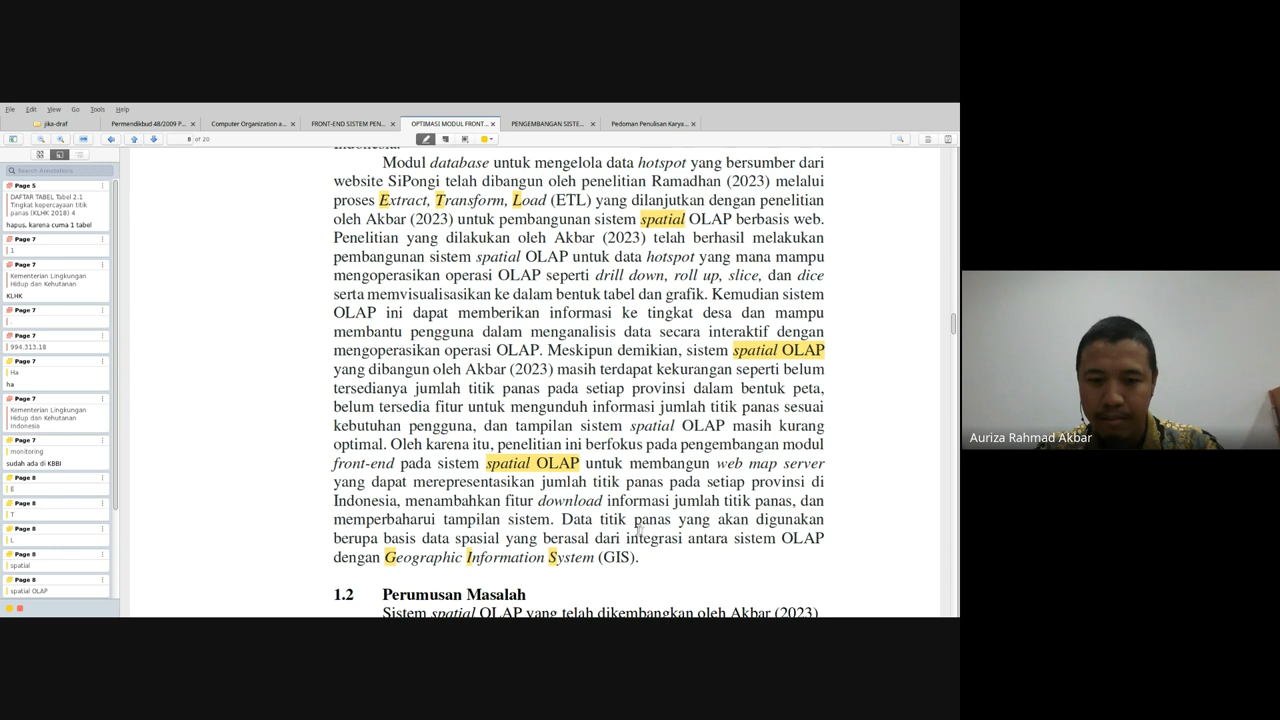 File Edit View Go Tools Help
jika-draf
Permendikbud 48/2009 P...
Computer Organization a...
FRONT-END SISTEM PEN...
OPTIMASI MODUL FRONT...
PENGEMBANGAN SISTE...
Pedoman Penulisan Karya...
8 of 20
Search Annotations
Page 5
DAFTAR TABEL Tabel 2.1
Tingkat kepercayaan titik
panas (KLHK 2018) 4
hapus, karena cuma 1 tabel
Page 7
1
Page 7
Kementerian Lingkungan
Hidup dan Kehutanan
KLHK
Page 7
.
Page 7
994.313.18
Page 7
Ha
ha
Page 7
Kementerian Lingkungan
Hidup dan Kehutanan
Indonesia
Page 7
monitoring
sudah ada di KBBI
Page 8
E
Page 8
T
Page 8
L
Page 8
spatial
Page 8
spatial OLAP
Indonesia.
Modul database untuk mengelola data hotspot yang bersumber dari
website SiPongi telah dibangun oleh penelitian Ramadhan (2023) melalui
proses Extract, Transform, Load (ETL) yang dilanjutkan dengan penelitian
oleh Akbar (2023) untuk pembangunan sistem spatial OLAP berbasis web.
Penelitian yang dilakukan oleh Akbar (2023) telah berhasil melakukan
pembangunan sistem spatial OLAP untuk data hotspot yang mana mampu
mengoperasikan operasi OLAP seperti drill down, roll up, slice, dan dice
serta memvisualisasikan ke dalam bentuk tabel dan grafik. Kemudian sistem
OLAP ini dapat memberikan informasi ke tingkat desa dan mampu
membantu pengguna dalam menganalisis data secara interaktif dengan
mengoperasikan operasi OLAP. Meskipun demikian, sistem spatial OLAP
yang dibangun oleh Akbar (2023) masih terdapat kekurangan seperti belum
tersedianya jumlah titik panas pada setiap provinsi dalam bentuk peta,
belum tersedia fitur untuk mengunduh informasi jumlah titik panas sesuai
kebutuhan pengguna, dan tampilan sistem spatial OLAP masih kurang
optimal. Oleh karena itu, penelitian ini berfokus pada pengembangan modul
front-end pada sistem spatial OLAP untuk membangun web map server
yang dapat merepresentasikan jumlah titik panas pada setiap provinsi di
Indonesia, menambahkan fitur download informasi jumlah titik panas, dan
memperbaharui tampilan sistem. Data titik panas yang akan digunakan
berupa basis data spasial yang berasal dari integrasi antara sistem OLAP
dengan Geographic Information System (GIS).
1.2 Perumusan Masalah
Sistem spatial OLAP yang telah dikembangkan oleh Akbar (2023)
Auriza Rahmad Akbar